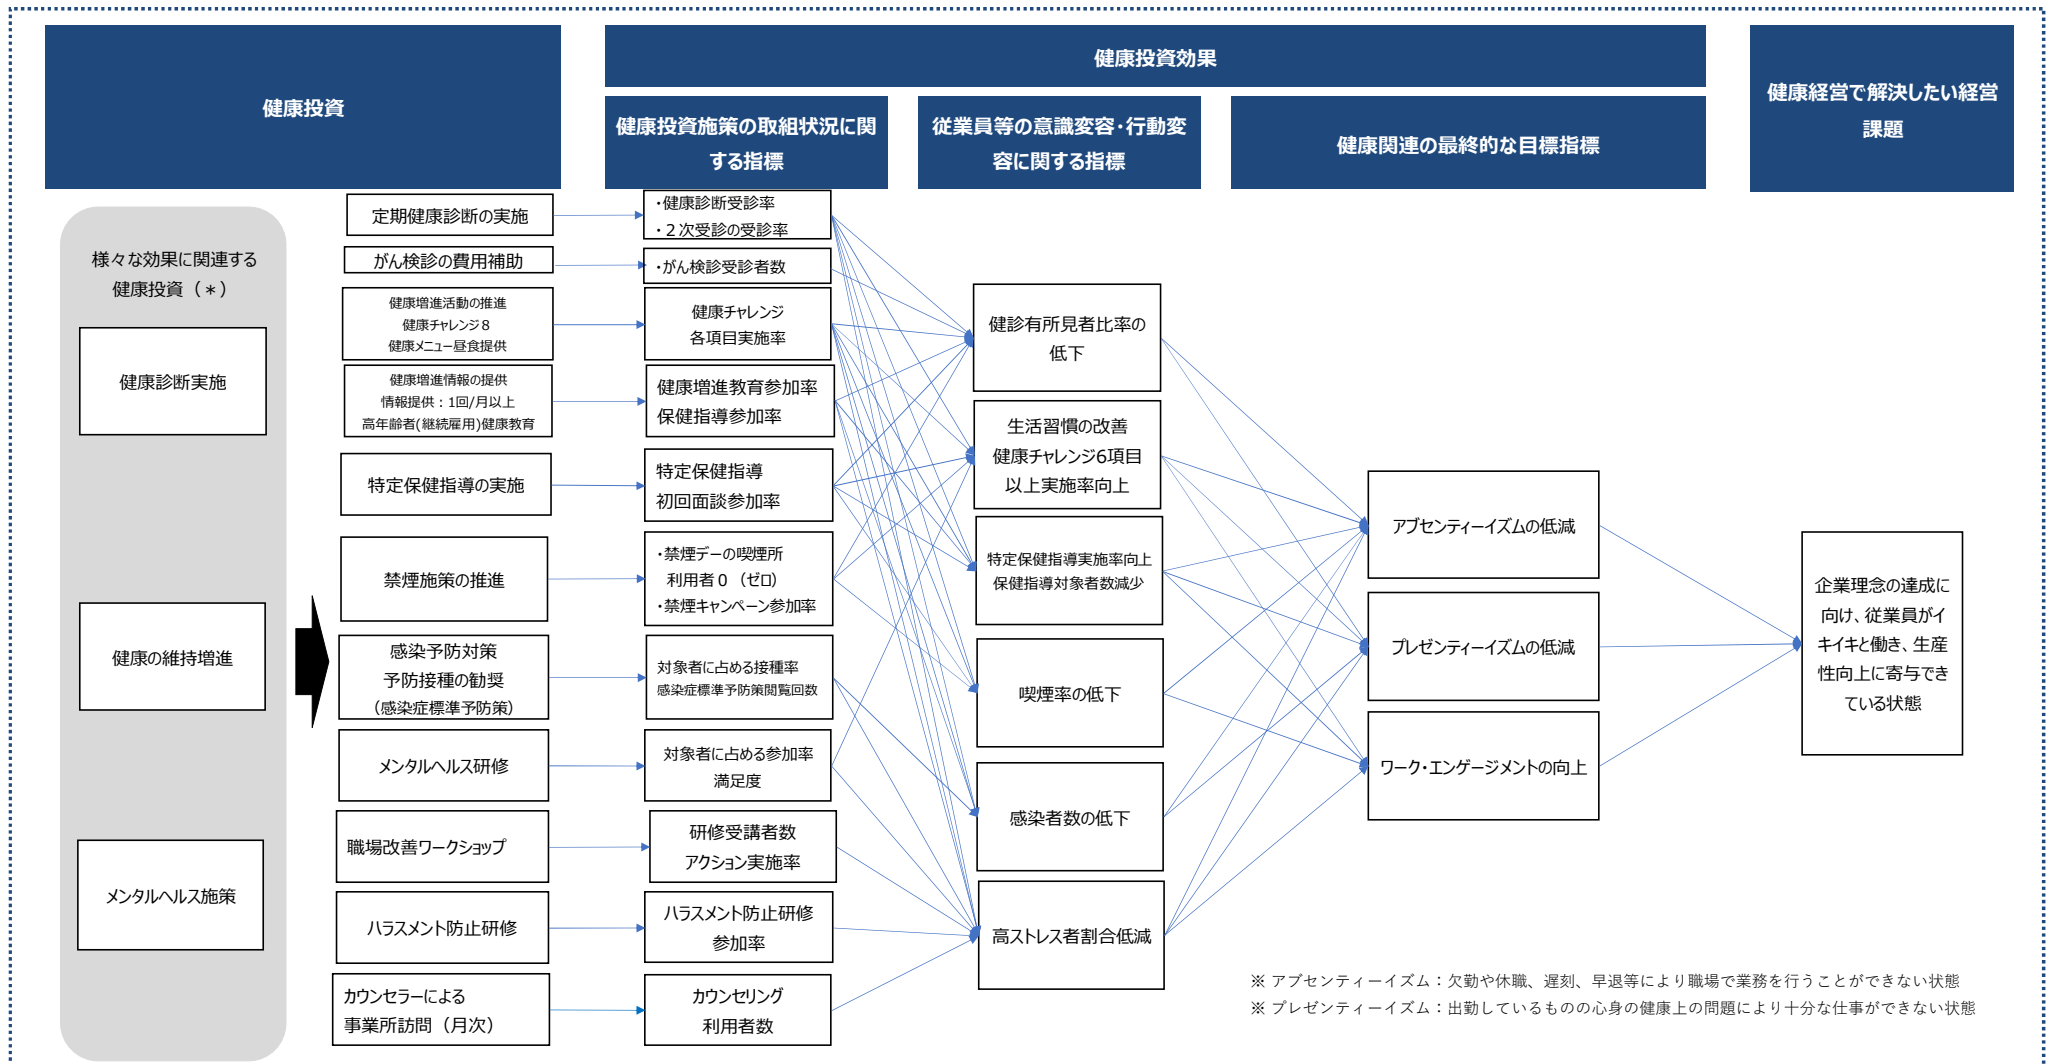 健康投資
健康投資効果
健康経営で解決したい経営
課題
健康投資施策の取組状況に関
する指標
従業員等の意識変容・行動変
容に関する指標
健康関連の最終的な目標指標
様々な効果に関連する
健康投資（＊）
健康診断実施
健康の維持増進
メンタルヘルス施策
定期健康診断の実施
がん検診の費用補助
健康増進活動の推進
健康チャレンジ８
健康メニュー昼食提供
健康増進情報の提供
情報提供：1回/月以上
高年齢者(継続雇用)健康教育
特定保健指導の実施
禁煙施策の推進
感染予防対策
予防接種の勧奨
（感染症標準予防策）
メンタルヘルス研修
職場改善ワークショップ
ハラスメント防止研修
カウンセラーによる
事業所訪問（月次）
・健康診断受診率
・２次受診の受診率
・がん検診受診者数
健康チャレンジ
各項目実施率
健康増進教育参加率
保健指導参加率
特定保健指導
初回面談参加率
・禁煙デーの喫煙所
利用者０（ゼロ）
・禁煙キャンペーン参加率
対象者に占める接種率
感染症標準予防策閲覧回数
対象者に占める参加率
満足度
研修受講者数
アクション実施率
ハラスメント防止研修
参加率
カウンセリング
利用者数
健診有所見者比率の
低下
生活習慣の改善
健康チャレンジ6項目
以上実施率向上
特定保健指導実施率向上
保健指導対象者数減少
喫煙率の低下
感染者数の低下
高ストレス者割合低減
アブセンティーイズムの低減
プレゼンティーイズムの低減
ワーク・エンゲージメントの向上
企業理念の達成に
向け、従業員がイ
キイキと働き、生産
性向上に寄与でき
ている状態
※ アブセンティーイズム：欠勤や休職、遅刻、早退等により職場で業務を行うことができない状態
※ プレゼンティーイズム：出勤しているものの心身の健康上の問題により十分な仕事ができない状態